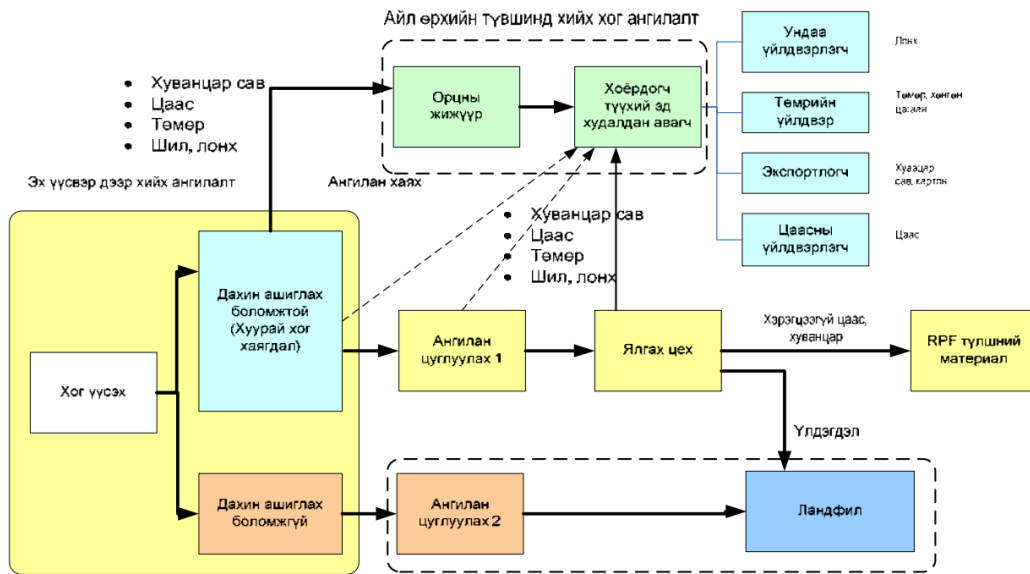 Айл өрхийн түвшинд хийх хог ангилалт
• Хуванцар сав
• Цаас
• Төмөр
• Шил, лонх
Орцны
жижүүр
Хоёрдогч
түүхий эд
худалдан авагч
Ундаа
үйлдвэрлэгч
Лонх
Төмрийн
үйлдвэр
Төмөр, хөнгөн
цагаан
Экспортлогч
Хуванцар
сав, картон
Цаасны
үйлдвэрлэгч
Цаас
Эх үүсвэр дээр хийх ангилалт
Ангилан хаях
• Хуванцар сав
• Цаас
• Төмөр
• Шил, лонх
Хог үүсэх
Дахин ашиглах
боломжтой
(Хуурай хог
хаягдал)
Ангилан
цуглуулах 1
Ялгах цех
Хэрэгцээгүй цаас,
хуванцар
RPF түлшний
материал
Үлдэгдэл
Дахин ашиглах
боломжгүй
Ангилан
цуглуулах 2
Ландфил